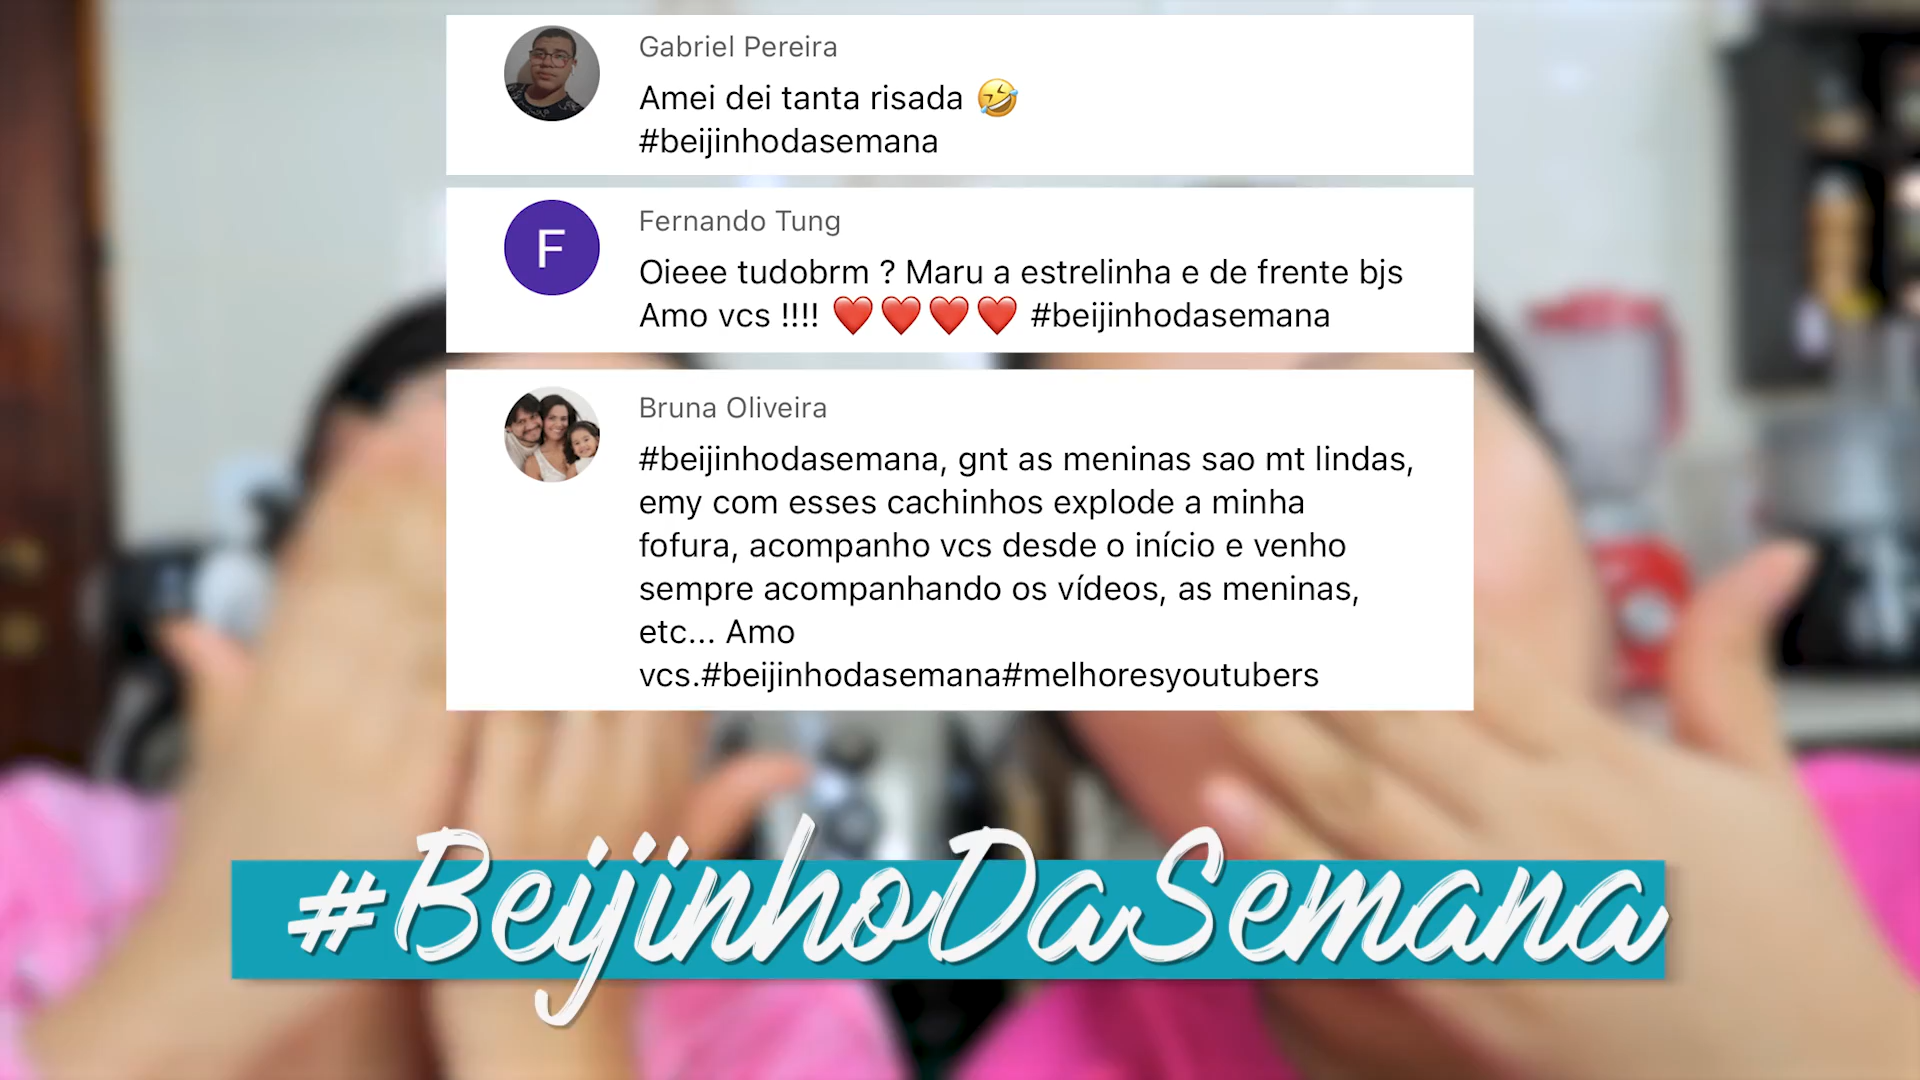 Gabriel Pereira
Amei dei tanta risada 🤣
#beijinhodasemana
F
Fernando Tung
Oieee tudobrm ? Maru a estrelinha e de frente bjs
Amo vcs !!!! ❤️❤️❤️❤️ #beijinhodasemana
Bruna Oliveira
#beijinhodasemana, gnt as meninas sao mt lindas,
emy com esses cachinhos explode a minha
fofura, acompanho vcs desde o início e venho
sempre acompanhando os vídeos, as meninas,
etc... Amo
vcs.#beijinhodasemana#melhoresyoutubers
#BeijinhoDaSemana